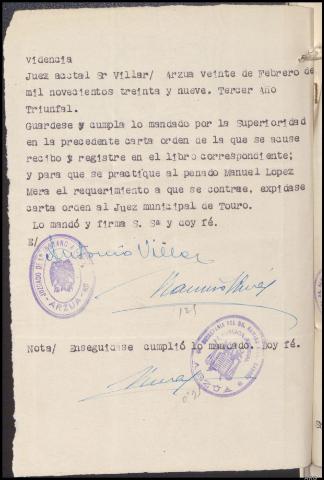 videncia
Juez acctal Sr Villar/ Arzua veinte de Febrero de
mil novecientos treinta y nueve. Tercer Año
Triunfal.
Guardese y cumpla lo mandado por la Superioridad
en la precedente carta orden de la que se acuse
recibo y registre en el libro correspondiente;
y para que se practique al penado Manuel Lopez
Mera el requerimiento a que se contrae, expidase
carta orden al Juez municipal de Touro.
Lo mandó y firma S. Sª y doy fé.
E/
Antonio Villar
ARZUA
Nota/ Enseguidase cumplió lo mandado. Doy fé.
ARZUA